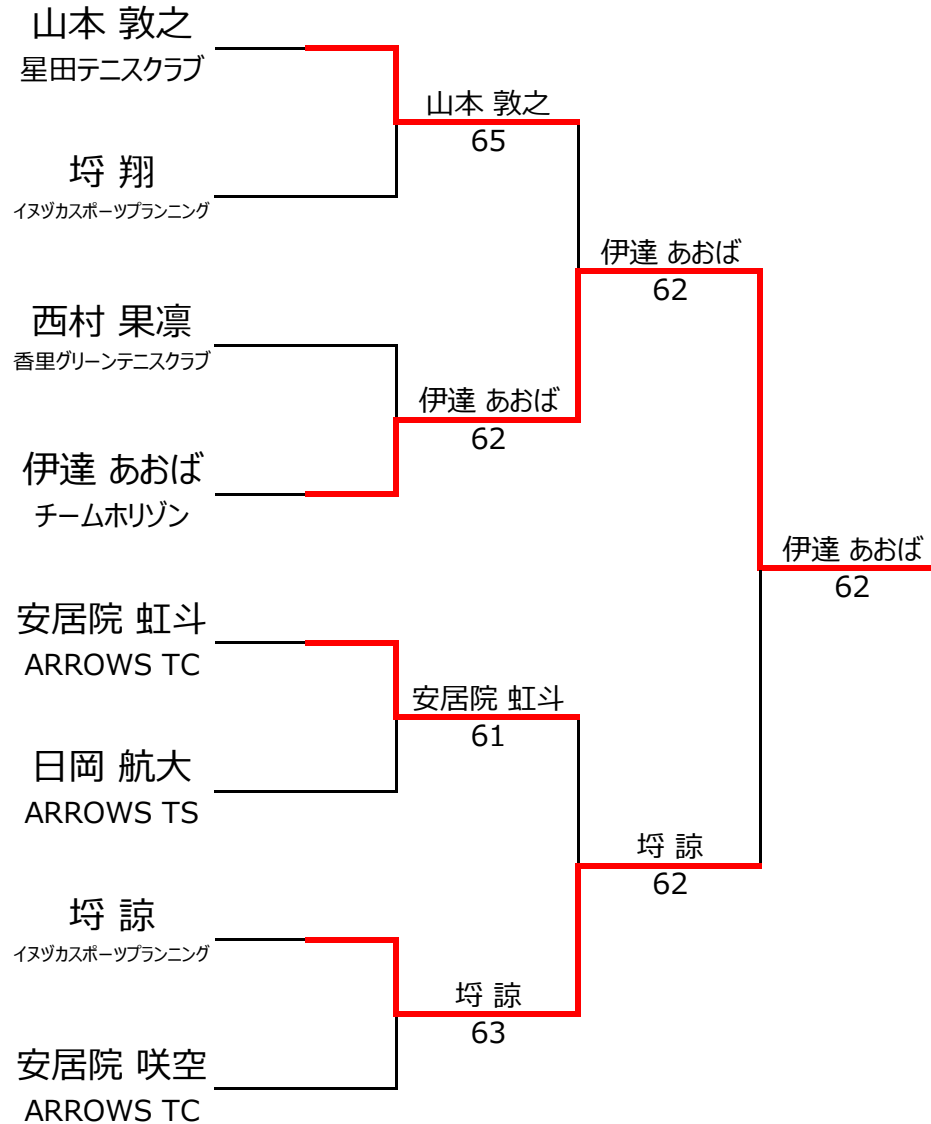 山本 敦之
星田テニスクラブ
山本 敦之
65
埒 翔
イヌヅカスポーツプランニング
伊達 あおば
62
西村 果凛
香里グリーンテニスクラブ
伊達 あおば
62
伊達 あおば
チームホリゾン
伊達 あおば
62
安居院 虹斗
ARROWS TC
安居院 虹斗
61
日岡 航大
ARROWS TS
埒 諒
62
埒 諒
イヌヅカスポーツプランニング
埒 諒
63
安居院 咲空
ARROWS TC